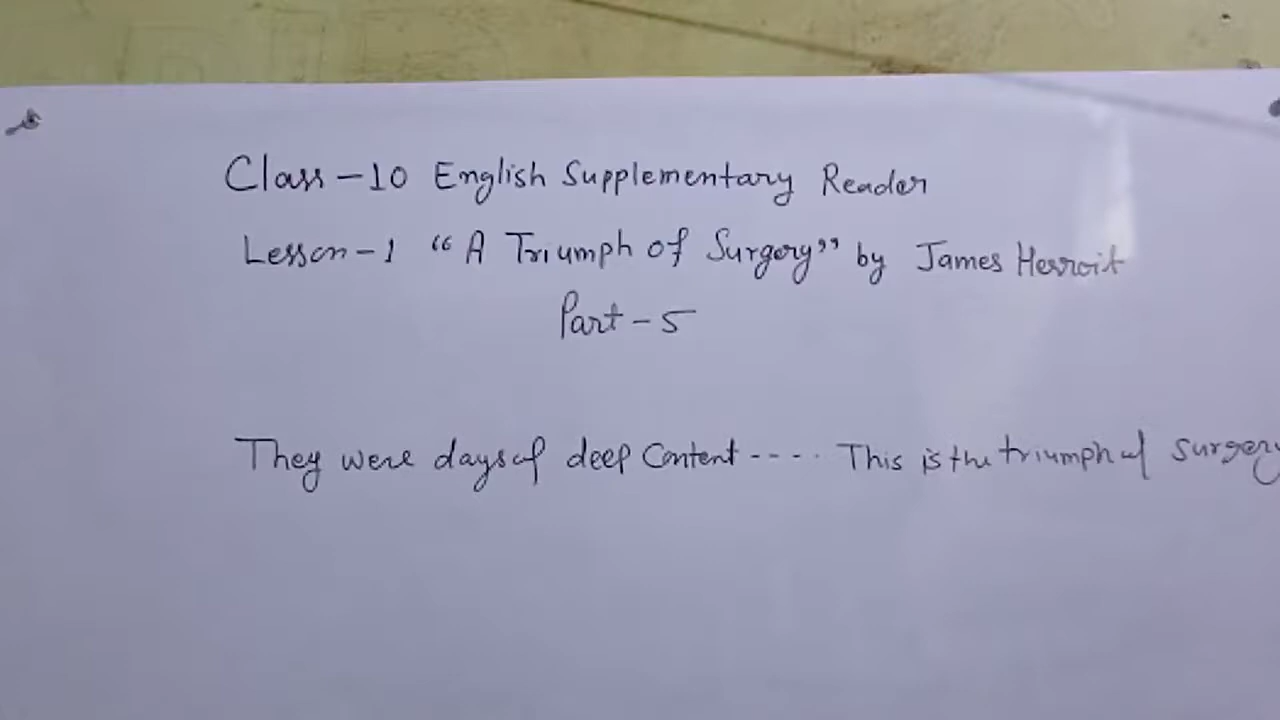 Class-10 English Supplementary Reader
Lesson-1 "A Triumph of Surgery" by James Herroit
Part-5
They were days of deep Content ---- This is the triumph of Surgery